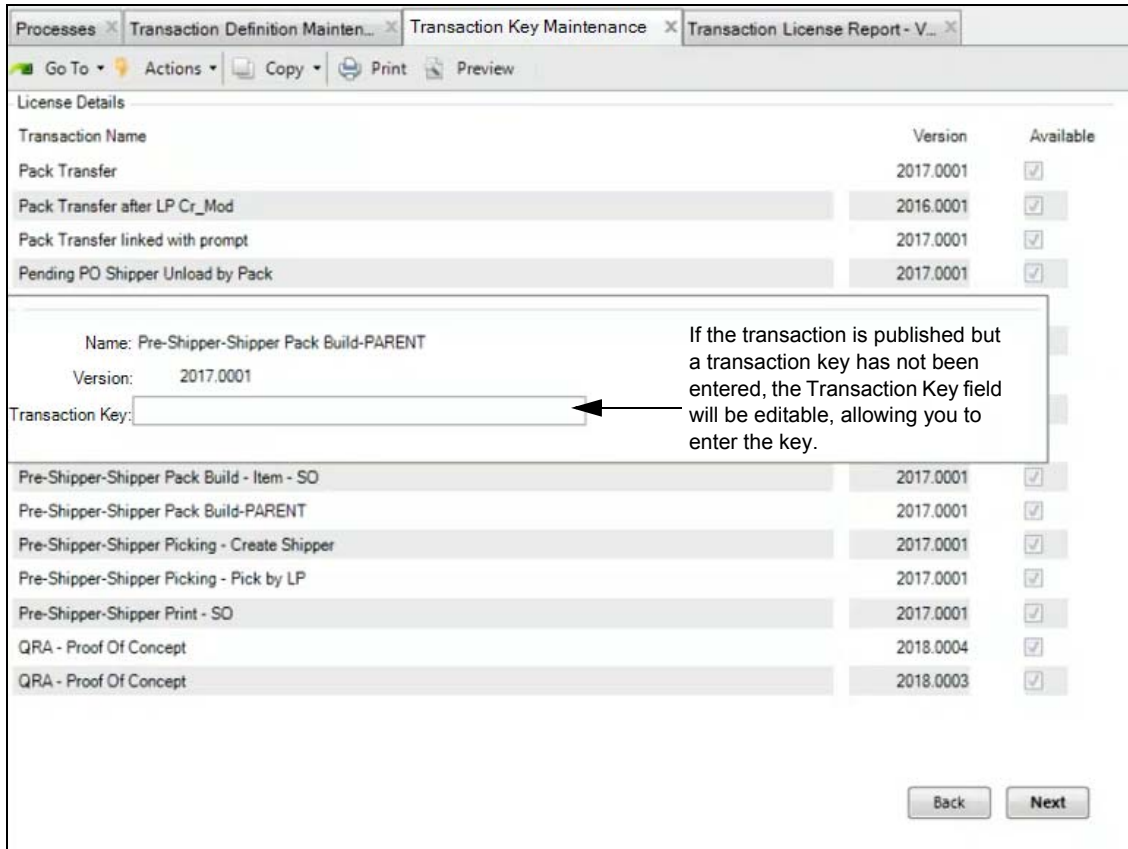 Processes Transaction Definition Mainten... Transaction Key Maintenance Transaction License Report - V...
Go To Actions Copy Print Preview
License Details
Transaction Name Version Available
Pack Transfer 2017.0001
Pack Transfer after LP Cr_Mod 2016.0001
Pack Transfer linked with prompt 2017.0001
Pending PO Shipper Unload by Pack 2017.0001
Name: Pre-Shipper-Shipper Pack Build-PARENT
Version: 2017.0001
Transaction Key:
If the transaction is published but
a transaction key has not been
entered, the Transaction Key field
will be editable, allowing you to
enter the key.
Pre-Shipper-Shipper Pack Build - Item - SO 2017.0001
Pre-Shipper-Shipper Pack Build-PARENT 2017.0001
Pre-Shipper-Shipper Picking - Create Shipper 2017.0001
Pre-Shipper-Shipper Picking - Pick by LP 2017.0001
Pre-Shipper-Shipper Print - SO 2017.0001
QRA - Proof Of Concept 2018.0004
QRA - Proof Of Concept 2018.0003
Back Next